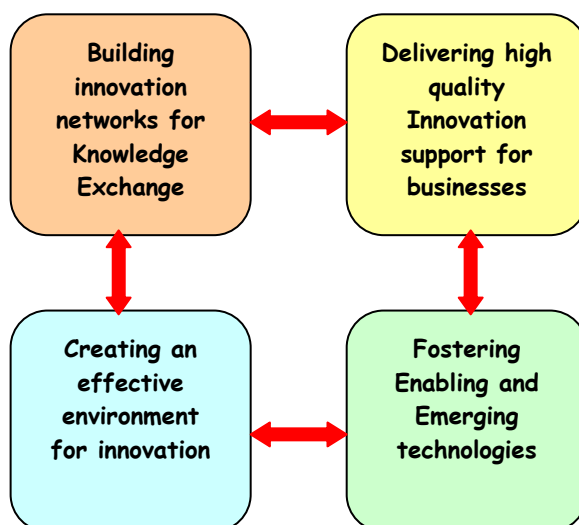 Building
innovation
networks for
Knowledge
Exchange
Delivering high
quality
Innovation
support for
businesses
Creating an
effective
environment
for innovation
Fostering
Enabling and
Emerging
technologies